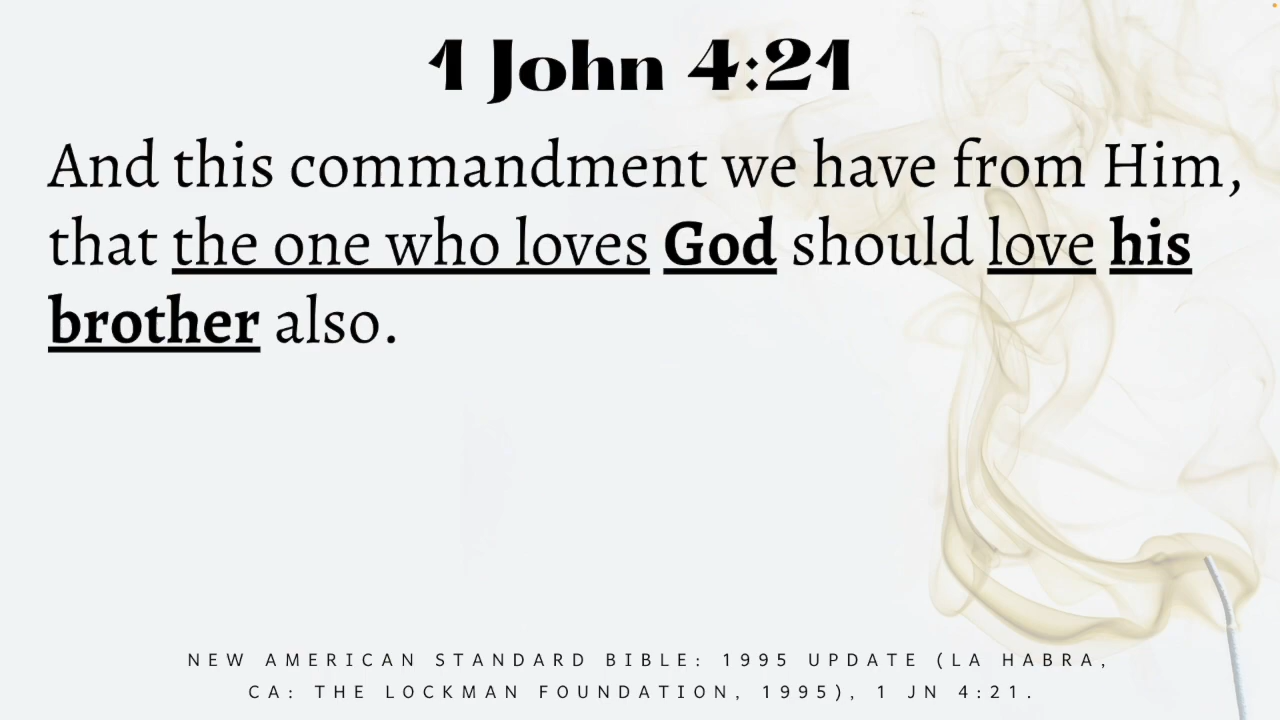 1 John 4:21
And this commandment we have from Him,
that the one who loves God should love his
brother also.
NEW AMERICAN STANDARD BIBLE: 1995 UPDATE (LA HABRA,
CA: THE LOCKMAN FOUNDATION, 1995), 1 JN 4:21.